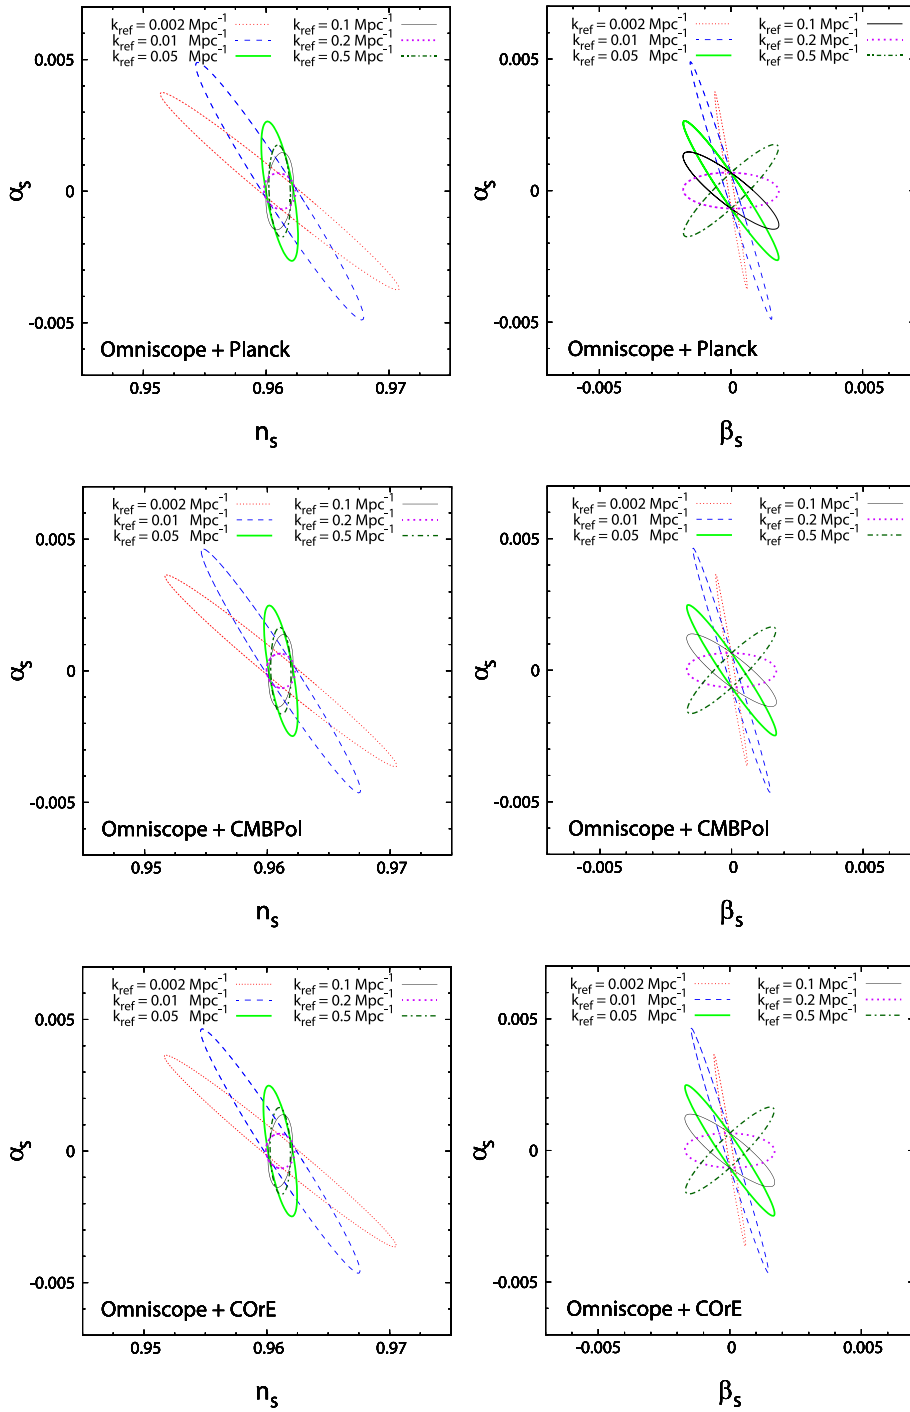 k_ref = 0.002 Mpc^-1 k_ref = 0.1 Mpc^-1
k_ref = 0.01 Mpc^-1 k_ref = 0.2 Mpc^-1
k_ref = 0.05 Mpc^-1 k_ref = 0.5 Mpc^-1
0.005
0
-0.005
α_s
Omniscope + Planck
0.95 0.96 0.97
n_s
k_ref = 0.002 Mpc^-1 k_ref = 0.1 Mpc^-1
k_ref = 0.01 Mpc^-1 k_ref = 0.2 Mpc^-1
k_ref = 0.05 Mpc^-1 k_ref = 0.5 Mpc^-1
0.005
0
-0.005
α_s
Omniscope + Planck
-0.005 0 0.005
β_s
k_ref = 0.002 Mpc^-1 k_ref = 0.1 Mpc^-1
k_ref = 0.01 Mpc^-1 k_ref = 0.2 Mpc^-1
k_ref = 0.05 Mpc^-1 k_ref = 0.5 Mpc^-1
0.005
0
-0.005
α_s
Omniscope + CMBPol
0.95 0.96 0.97
n_s
k_ref = 0.002 Mpc^-1 k_ref = 0.1 Mpc^-1
k_ref = 0.01 Mpc^-1 k_ref = 0.2 Mpc^-1
k_ref = 0.05 Mpc^-1 k_ref = 0.5 Mpc^-1
0.005
0
-0.005
α_s
Omniscope + CMBPol
-0.005 0 0.005
β_s
k_ref = 0.002 Mpc^-1 k_ref = 0.1 Mpc^-1
k_ref = 0.01 Mpc^-1 k_ref = 0.2 Mpc^-1
k_ref = 0.05 Mpc^-1 k_ref = 0.5 Mpc^-1
0.005
0
-0.005
α_s
Omniscope + COrE
0.95 0.96 0.97
n_s
k_ref = 0.002 Mpc^-1 k_ref = 0.1 Mpc^-1
k_ref = 0.01 Mpc^-1 k_ref = 0.2 Mpc^-1
k_ref = 0.05 Mpc^-1 k_ref = 0.5 Mpc^-1
0.005
0
-0.005
α_s
Omniscope + COrE
-0.005 0 0.005
β_s